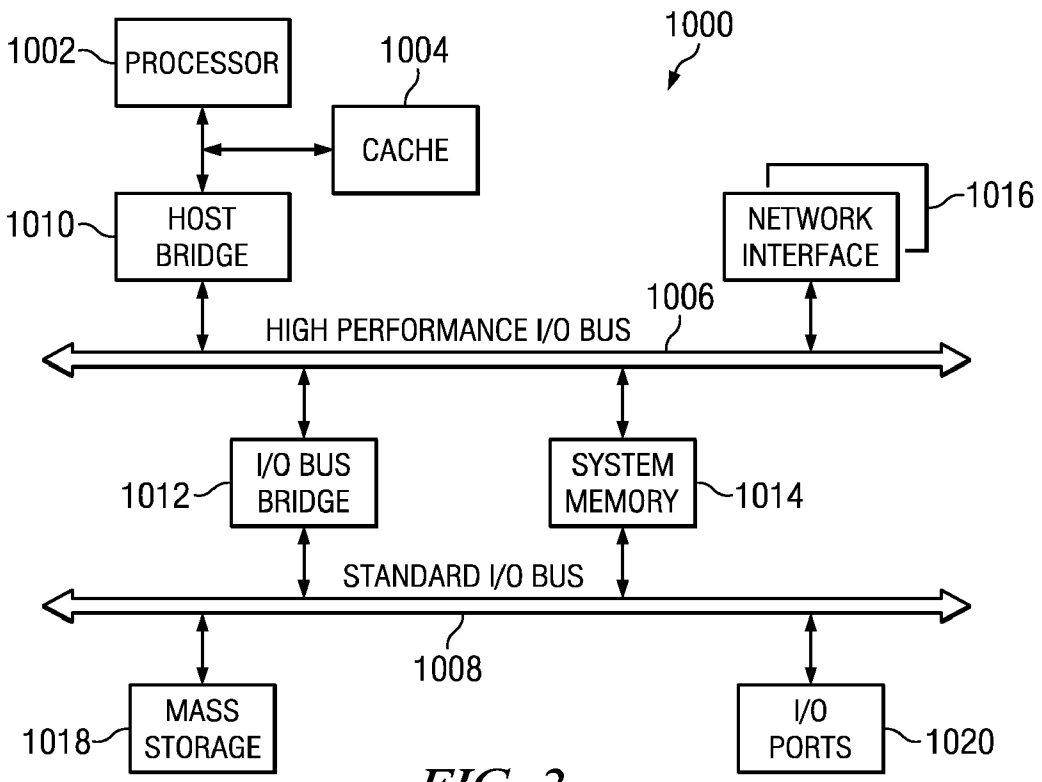 1000
1002
PROCESSOR
1004
CACHE
1010
HOST
BRIDGE
NETWORK
INTERFACE
1016
1006
HIGH PERFORMANCE I/O BUS
I/O BUS
BRIDGE
1012
SYSTEM
MEMORY
1014
STANDARD I/O BUS
1008
MASS
STORAGE
1018
I/O
PORTS
1020